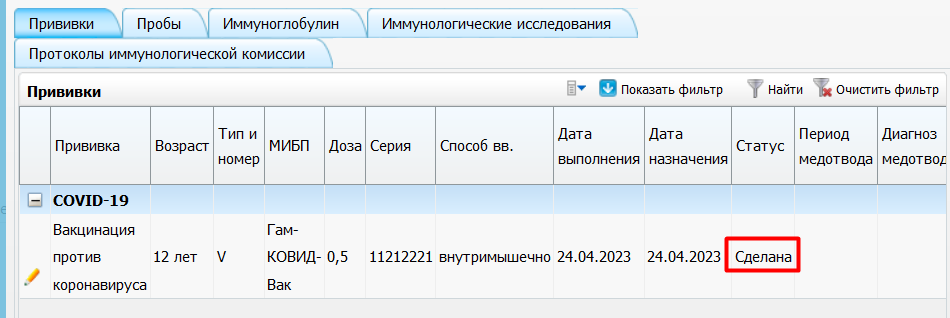 Прививки Пробы Иммуноглобулин Иммунологические исследования
Протоколы иммунологической комиссии
Прививки Показать фильтр Найти Очистить фильтр
Прививка Возраст Тип и номер МИБП Доза Серия Способ вв. Дата выполнения Дата назначения Статус Период медотвода Диагноз медотвод
COVID-19
Вакцинация против коронавируса 12 лет V Гам-КОВИД-Вак 0,5 11212221 внутримышечно 24.04.2023 24.04.2023 Сделана